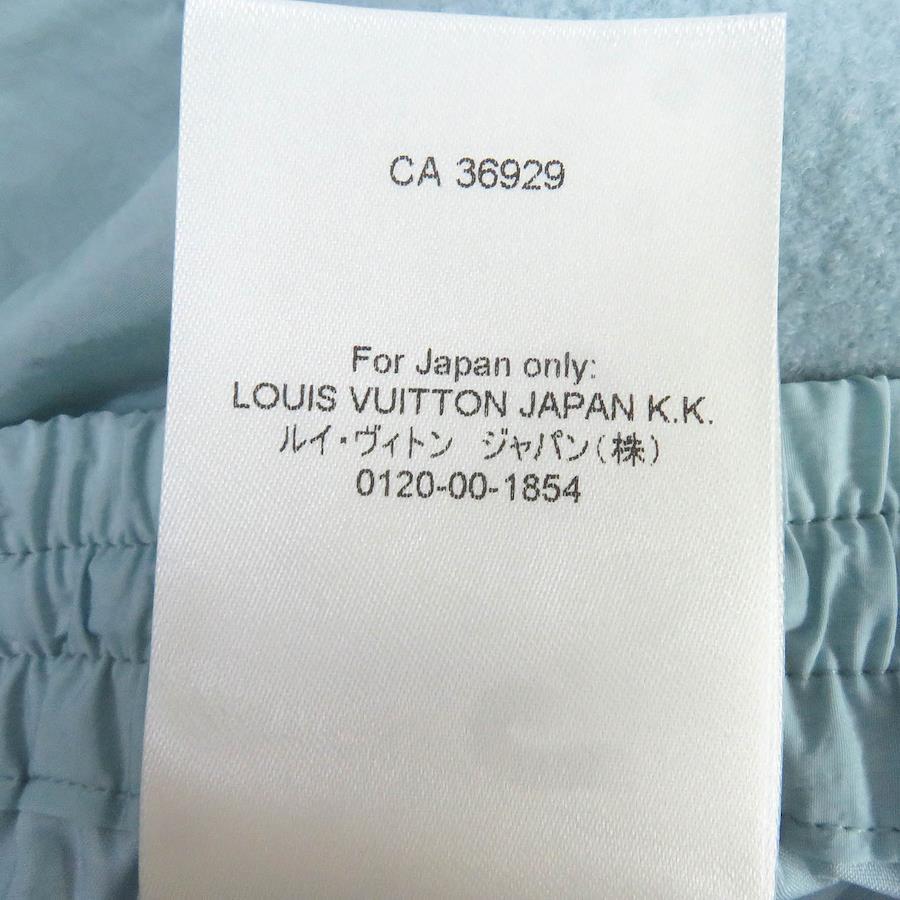 CA 36929
For Japan only:
LOUIS VUITTON JAPAN K.K.
ルイ・ヴィトン　ジャパン(株)
0120-00-1854